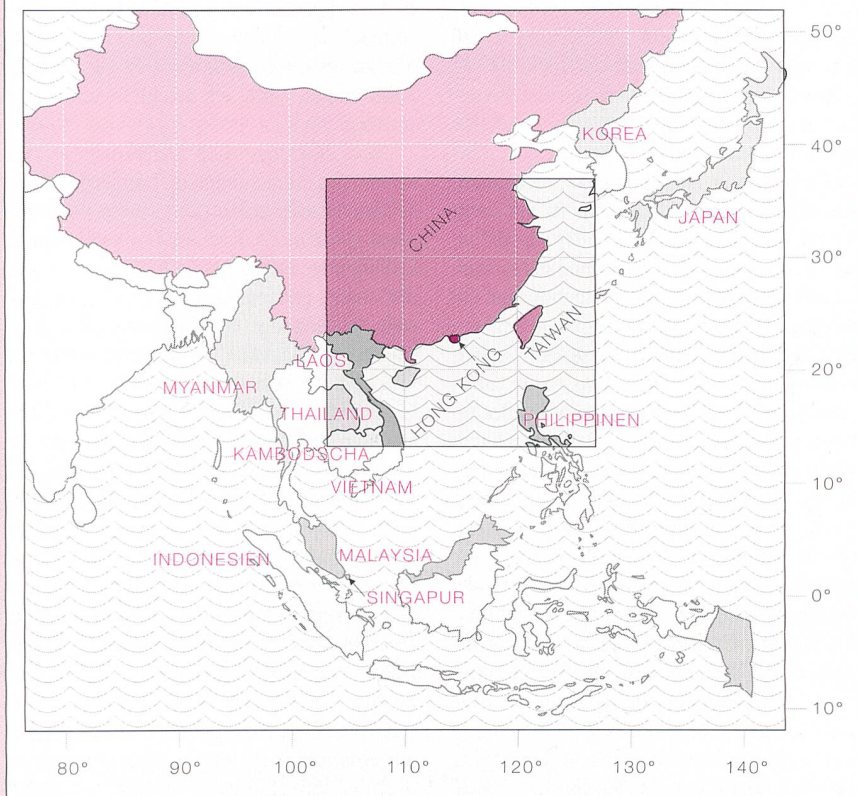 50°
KOREA
40°
JAPAN
CHINA
30°
TAIWAN
LAOS
20°
HONG-KONG
MYANMAR
THAILAND
PHILIPPINEN
KAMBODSCHA
VIETNAM
10°
INDONESIEN
MALAYSIA
SINGAPUR
0°
10°
80° 90° 100° 110° 120° 130° 140°